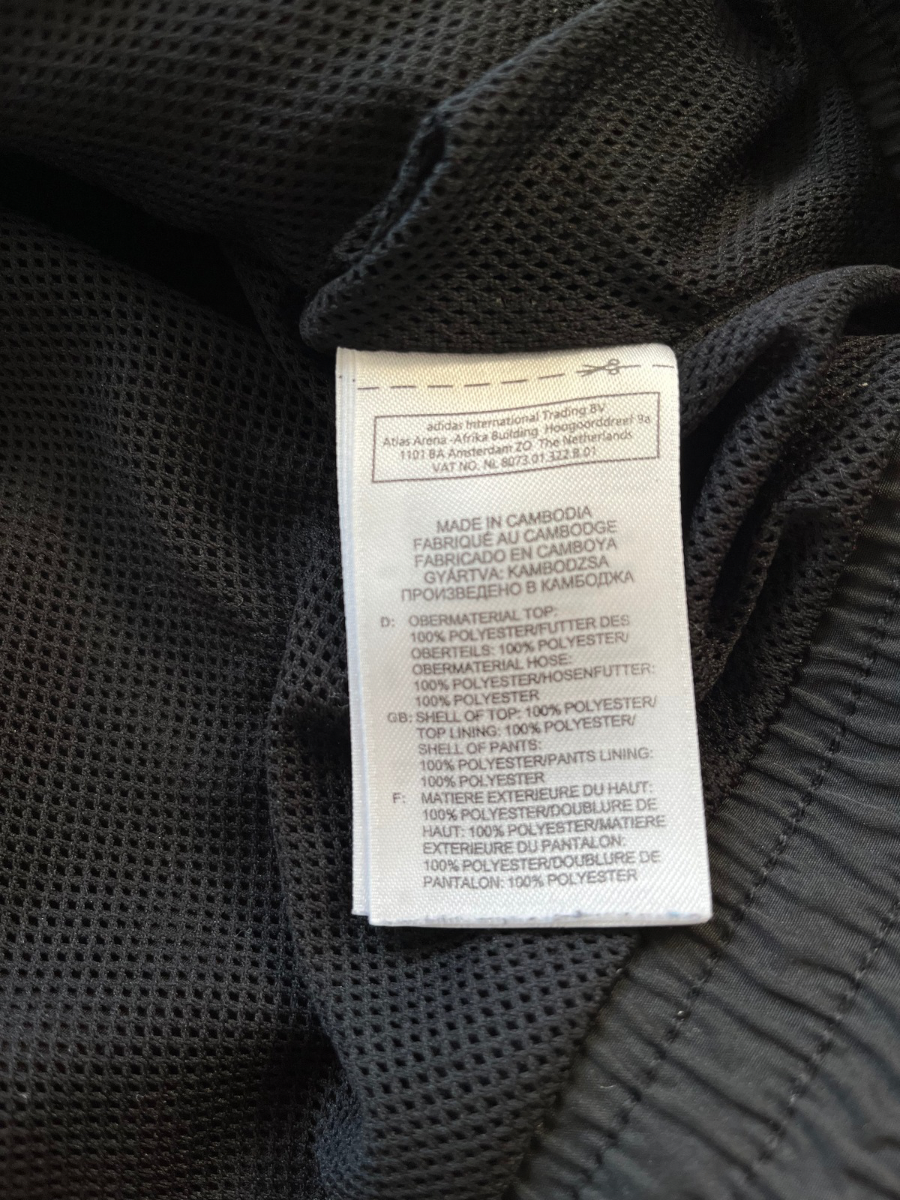 adidas International Trading BV
Atlas Arena -Afrika Building Hoogoorddreef 9a
1101 BA Amsterdam ZO The Netherlands
VAT NO. NL 8073.01.322.B.01
MADE IN CAMBODIA
FABRIQUÉ AU CAMBODGE
FABRICADO EN CAMBOYA
GYÁRTVA: KAMBODZSA
ПРОИЗВЕДЕНО В КАМБОДЖА
D: OBERMATERIAL TOP:
100% POLYESTER/FUTTER DES
OBERTEILS: 100% POLYESTER/
OBERMATERIAL HOSE:
100% POLYESTER/HOSENFUTTER:
100% POLYESTER
GB: SHELL OF TOP: 100% POLYESTER/
TOP LINING: 100% POLYESTER/
SHELL OF PANTS:
100% POLYESTER/PANTS LINING:
100% POLYESTER
F: MATIERE EXTERIEURE DU HAUT:
100% POLYESTER/DOUBLURE DE
HAUT: 100% POLYESTER/MATIERE
EXTERIEURE DU PANTALON:
100% POLYESTER/DOUBLURE DE
PANTALON: 100% POLYESTER